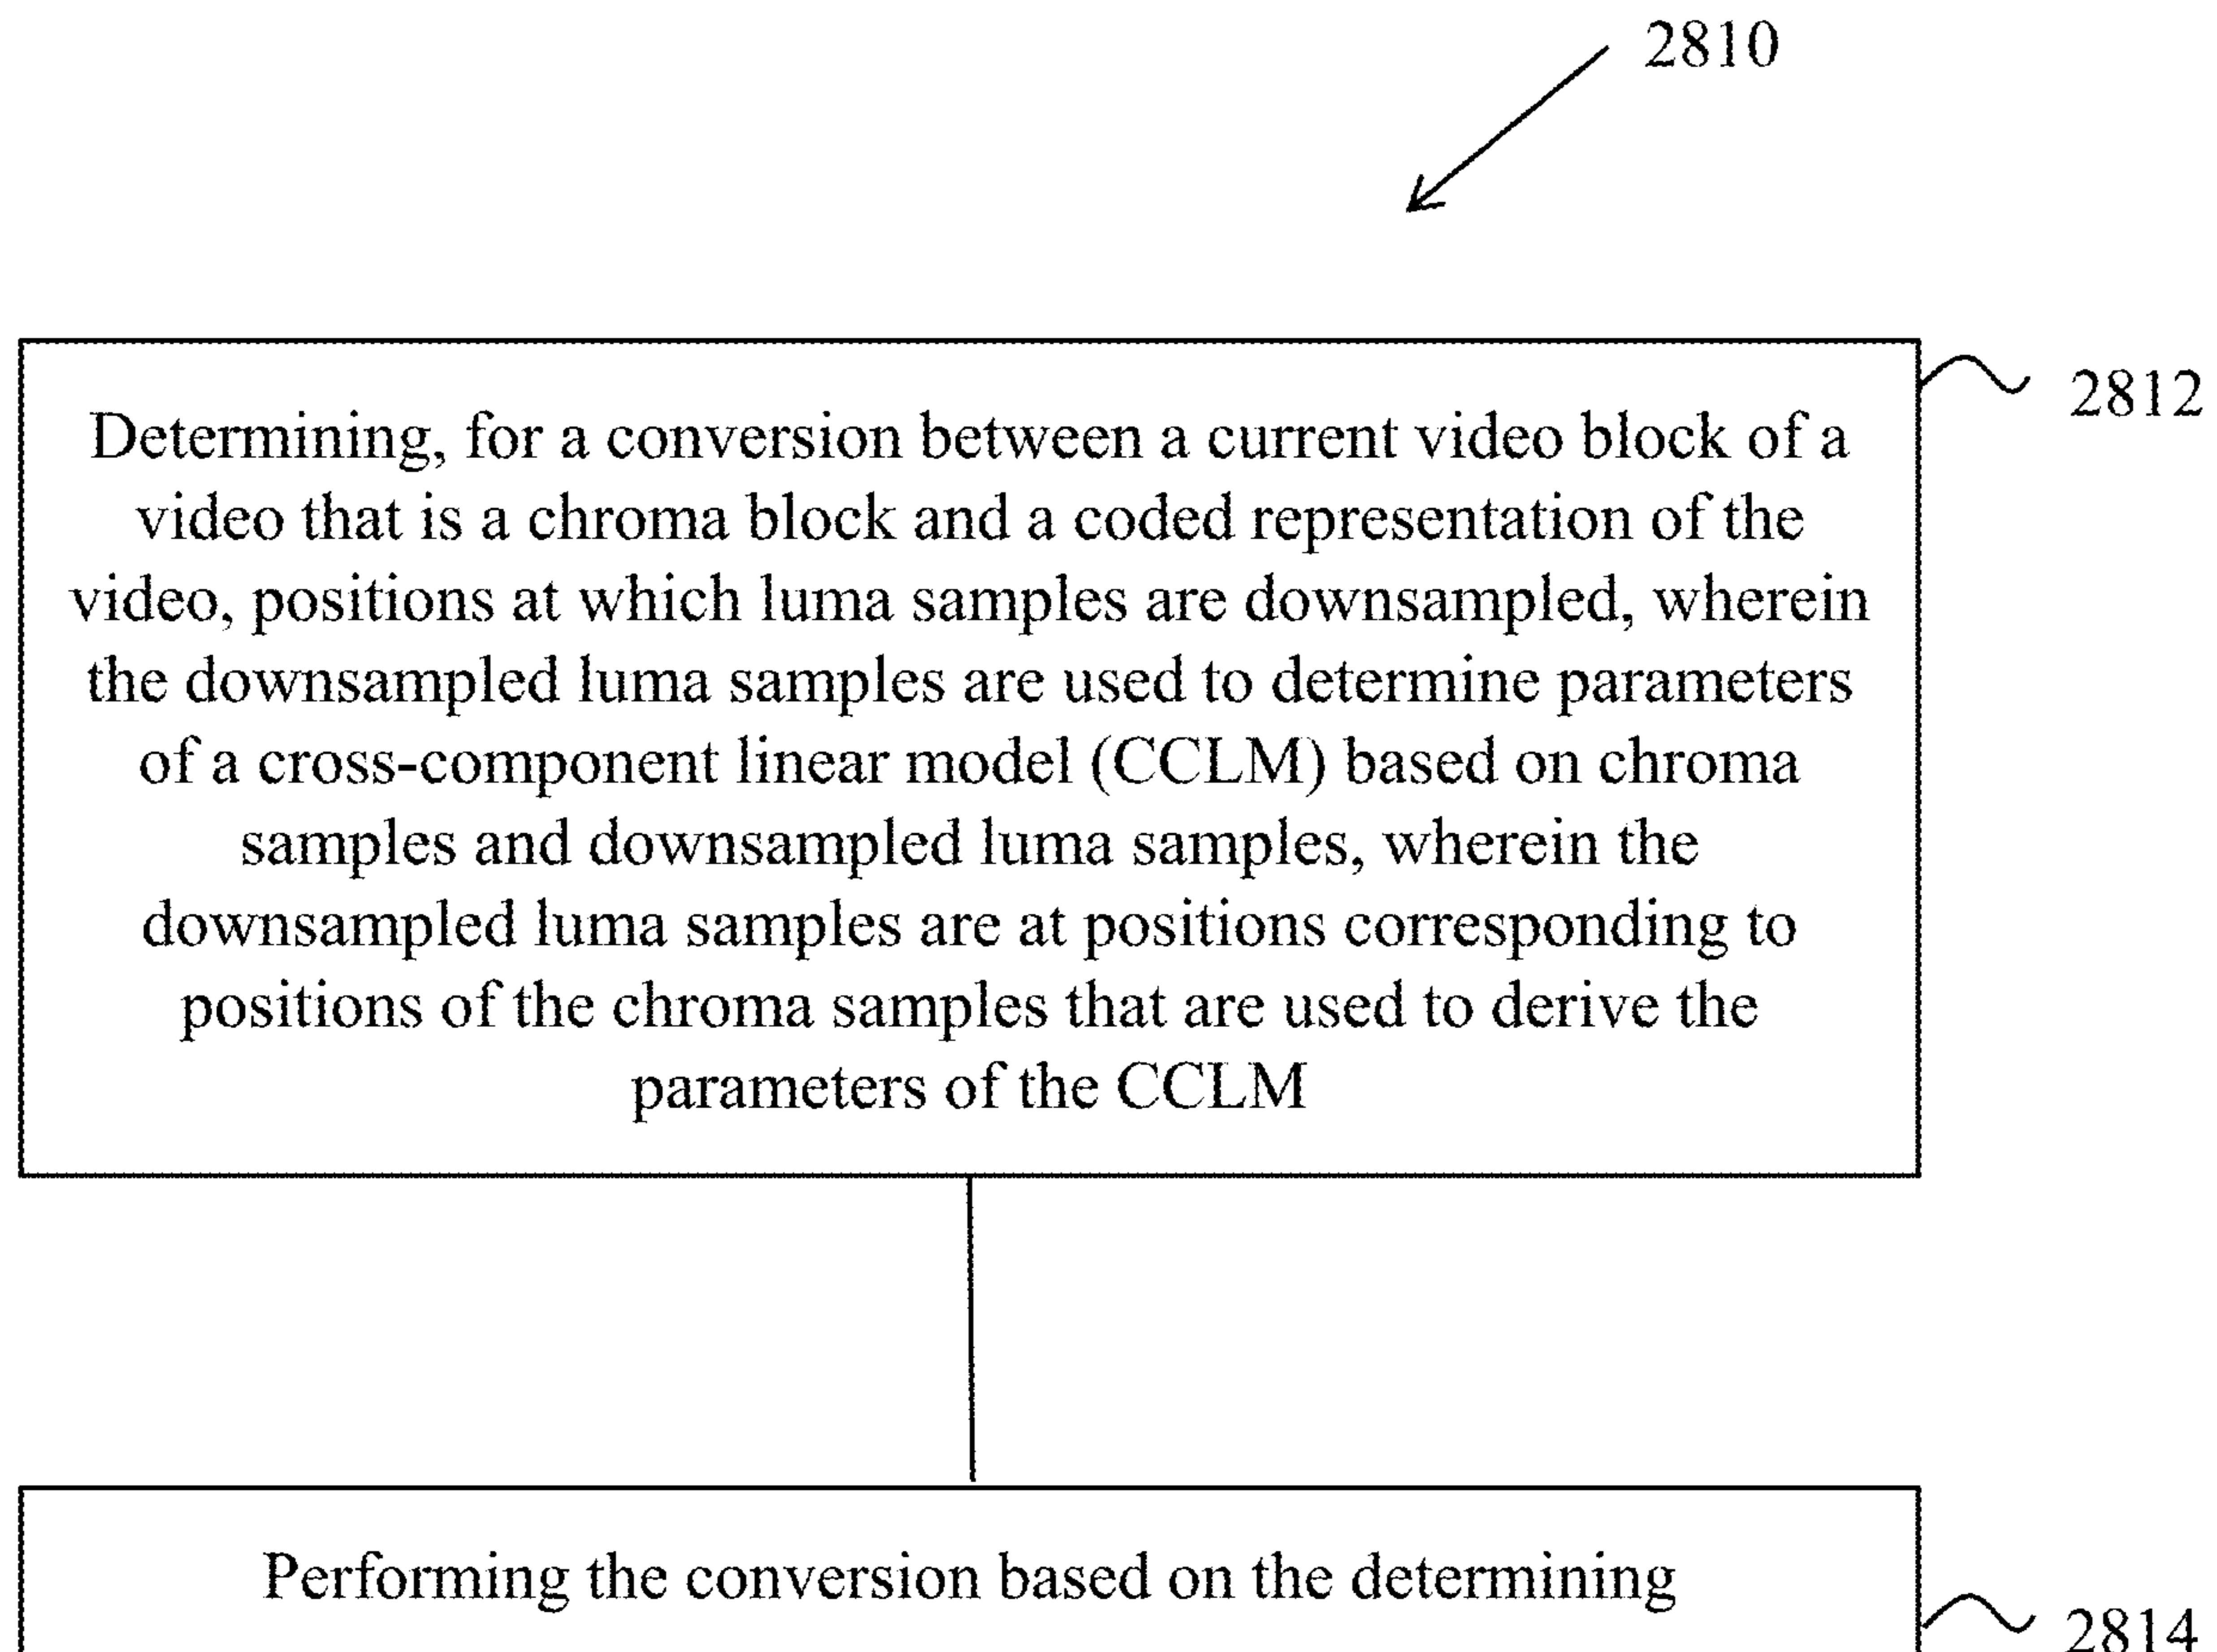 2810
2812
Determining, for a conversion between a current video block of a
video that is a chroma block and a coded representation of the
video, positions at which luma samples are downsampled, wherein
the downsampled luma samples are used to determine parameters
of a cross-component linear model (CCLM) based on chroma
samples and downsampled luma samples, wherein the
downsampled luma samples are at positions corresponding to
positions of the chroma samples that are used to derive the
parameters of the CCLM
Performing the conversion based on the determining
2814